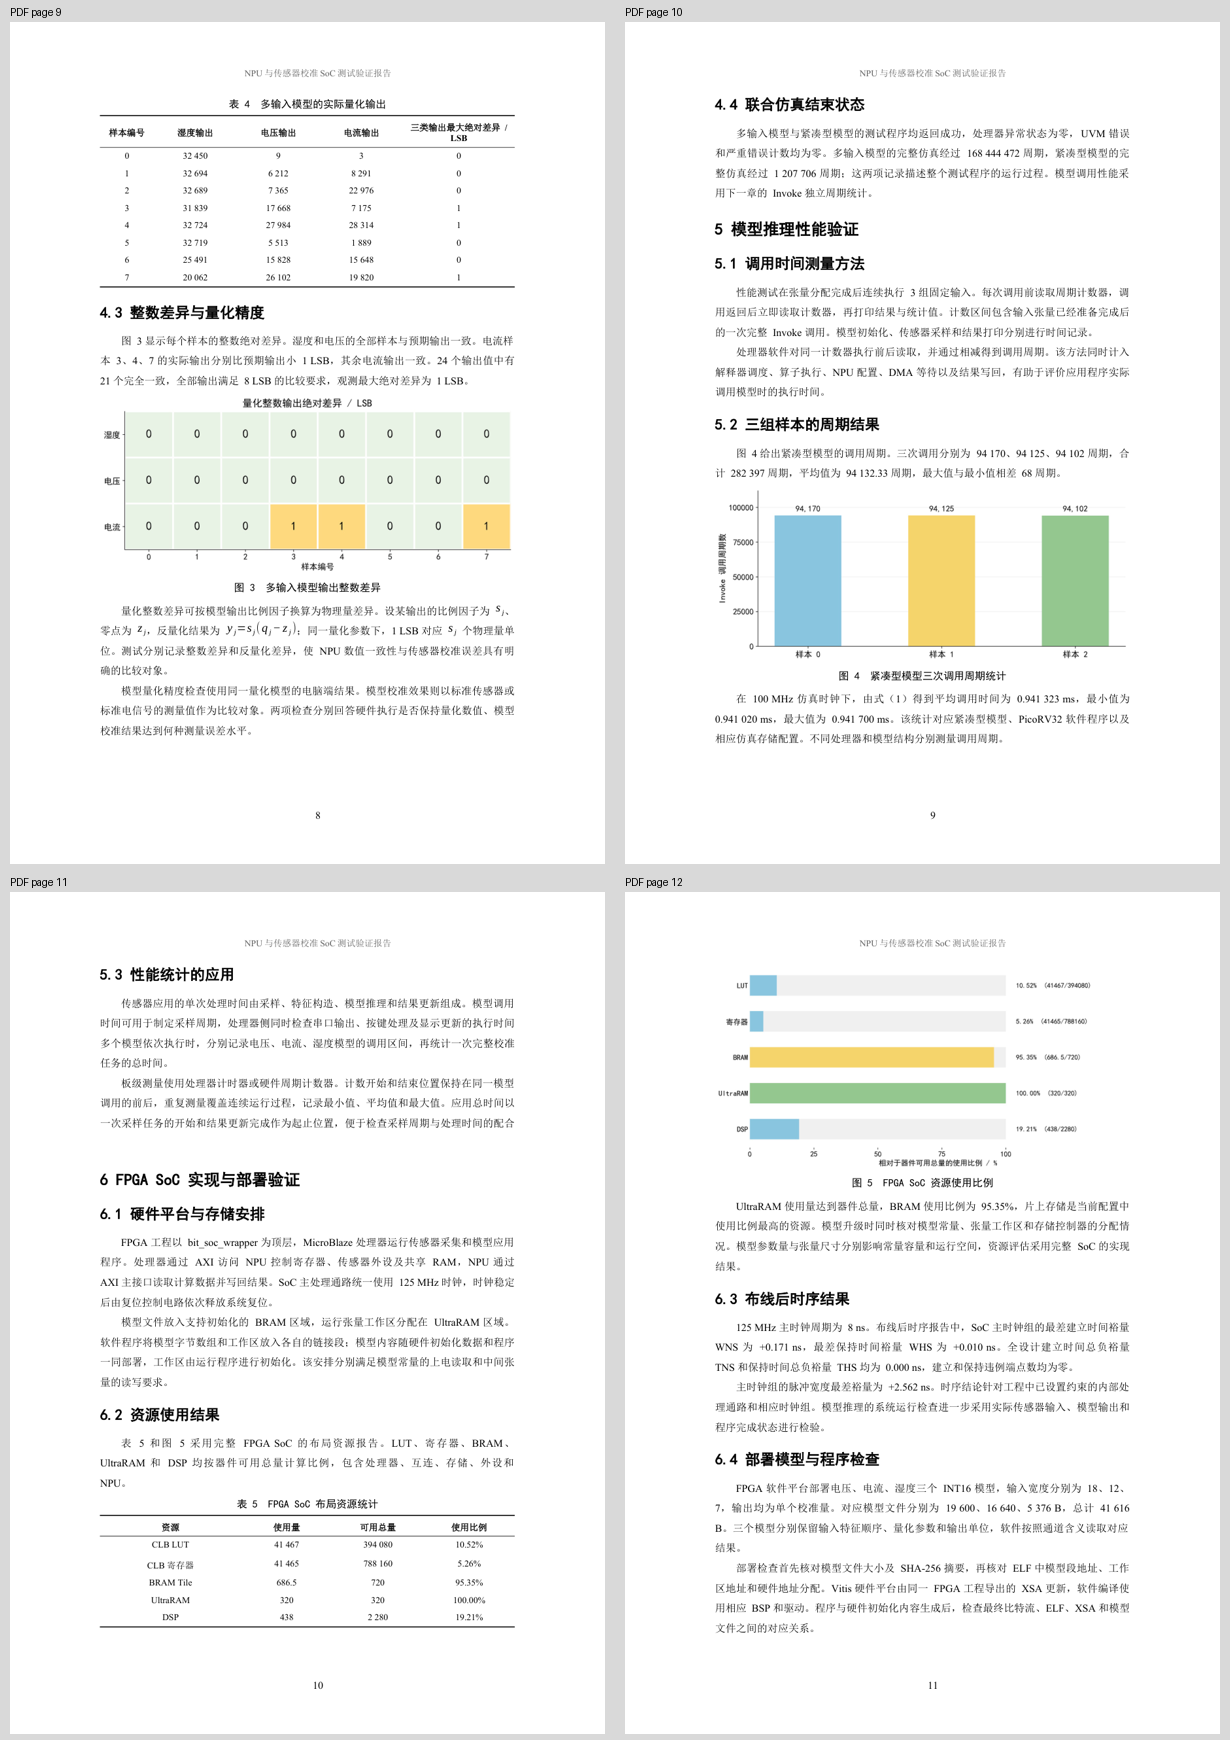 PDF page 9
NPU 与传感器校准 SoC 测试验证报告
表 4 多输入模型的实际量化输出
样本编号 湿度输出 电压输出 电流输出 三类输出最大绝对差异 / LSB
0 32 450 9 3 0
1 32 694 6 212 8 291 0
2 32 689 7 365 22 976 0
3 31 839 17 668 7 175 1
4 32 724 27 984 28 314 1
5 32 719 5 513 1 889 0
6 25 491 15 828 15 648 0
7 20 062 26 102 19 820 1
4.3 整数差异与量化精度
图 3 显示每个样本的整数绝对差异。湿度和电压的全部样本与预期输出一致。电流样
本 3、4、7 的实际输出分别比预期输出小 1 LSB，其余电流输出一致。24 个输出值中有
21 个完全一致，全部输出满足 8 LSB 的比较要求，观测最大绝对差异为 1 LSB。
量化整数输出绝对差异 / LSB
湿度 0 0 0 0 0 0 0 0
电压 0 0 0 0 0 0 0 0
电流 0 0 0 1 1 0 0 1
0 1 2 3 4 5 6 7
样本编号
图 3 多输入模型输出整数差异
量化整数差异可按模型输出比例因子换算为物理量差异。设某输出的比例因子为 s_j、
零点为 z_j，反量化结果为 y_j=s_j(q_j−z_j)；同一量化参数下，1 LSB 对应 s_j 个物理量单
位。测试分别记录整数差异和反量化差异，使 NPU 数值一致性与传感器校准误差具有明
确的比较对象。
模型量化精度检查使用同一量化模型的电脑端结果。模型校准效果则以标准传感器或
标准电信号的测量值作为比较对象。两项检查分别回答硬件执行是否保持量化数值、模型
校准结果达到何种测量误差水平。
8
PDF page 10
NPU 与传感器校准 SoC 测试验证报告
4.4 联合仿真结束状态
多输入模型与紧凑型模型的测试程序均返回成功，处理器异常状态为零，UVM 错误
和严重错误计数均为零。多输入模型的完整仿真经过 168 444 472 周期，紧凑型模型的完
整仿真经过 1 207 706 周期；这两项记录描述整个测试程序的运行过程。模型调用性能采
用下一章的 Invoke 独立周期统计。
5 模型推理性能验证
5.1 调用时间测量方法
性能测试在张量分配完成后连续执行 3 组固定输入。每次调用前读取周期计数器，调
用返回后立即读取计数器，再打印结果与统计值。计数区间包含输入张量已经准备完成后
的一次完整 Invoke 调用。模型初始化、传感器采样和结果打印分别进行时间记录。
处理器软件对同一计数器执行前后读取，并通过相减得到调用周期。该方法同时计入
解释器调度、算子执行、NPU 配置、DMA 等待以及结果写回，有助于评价应用程序实际
调用模型时的执行时间。
5.2 三组样本的周期结果
图 4 给出紧凑型模型的调用周期。三次调用分别为 94 170、94 125、94 102 周期，合
计 282 397 周期，平均值为 94 132.33 周期，最大值与最小值相差 68 周期。
Invoke 调用周期数
100000
75000
50000
25000
0
94,170 94,125 94,102
样本 0 样本 1 样本 2
图 4 紧凑型模型三次调用周期统计
在 100 MHz 仿真时钟下，由式（1）得到平均调用时间为 0.941 323 ms，最小值为
0.941 020 ms，最大值为 0.941 700 ms。该统计对应紧凑型模型、PicoRV32 软件程序以及
相应仿真存储配置。不同处理器和模型结构分别测量调用周期。
9
PDF page 11
NPU 与传感器校准 SoC 测试验证报告
5.3 性能统计的应用
传感器应用的单次处理时间由采样、特征构造、模型推理和结果更新组成。模型调用
时间可用于制定采样周期，处理器侧同时检查串口输出、按键处理及显示更新的执行时间
多个模型依次执行时，分别记录电压、电流、湿度模型的调用区间，再统计一次完整校准
任务的总时间。
板级测量使用处理器计时器或硬件周期计数器。计数开始和结束位置保持在同一模型
调用的前后，重复测量覆盖连续运行过程，记录最小值、平均值和最大值。应用总时间以
一次采样任务的开始和结果更新完成作为起止位置，便于检查采样周期与处理时间的配合
6 FPGA SoC 实现与部署验证
6.1 硬件平台与存储安排
FPGA 工程以 bit_soc_wrapper 为顶层，MicroBlaze 处理器运行传感器采集和模型应用
程序。处理器通过 AXI 访问 NPU 控制寄存器、传感器外设及共享 RAM，NPU 通过
AXI 主接口读取计算数据并写回结果。SoC 主处理通路统一使用 125 MHz 时钟，时钟稳定
后由复位控制电路依次释放系统复位。
模型文件放入支持初始化的 BRAM 区域，运行张量工作区分配在 UltraRAM 区域。
软件程序将模型字节数组和工作区放入各自的链接段；模型内容随硬件初始化数据和程序
一同部署，工作区由运行程序进行初始化。该安排分别满足模型常量的上电读取和中间张
量的读写要求。
6.2 资源使用结果
表 5 和图 5 采用完整 FPGA SoC 的布局资源报告。LUT、寄存器、BRAM、
UltraRAM 和 DSP 均按器件可用总量计算比例，包含处理器、互连、存储、外设和
NPU。
表 5 FPGA SoC 布局资源统计
资源 使用量 可用总量 使用比例
CLB LUT 41 467 394 080 10.52%
CLB 寄存器 41 465 788 160 5.26%
BRAM Tile 686.5 720 95.35%
UltraRAM 320 320 100.00%
DSP 438 2 280 19.21%
10
PDF page 12
NPU 与传感器校准 SoC 测试验证报告
LUT 10.52% (41467/394080)
寄存器 5.26% (41465/788160)
BRAM 95.35% (686.5/720)
UltraRAM 100.00% (320/320)
DSP 19.21% (438/2280)
0 25 50 75 100
相对于器件可用总量的使用比例 / %
图 5 FPGA SoC 资源使用比例
UltraRAM 使用量达到器件总量，BRAM 使用比例为 95.35%，片上存储是当前配置中
使用比例最高的资源。模型升级时同时核对模型常量、张量工作区和存储控制器的分配情
况。模型参数量与张量尺寸分别影响常量容量和运行空间，资源评估采用完整 SoC 的实现
结果。
6.3 布线后时序结果
125 MHz 主时钟周期为 8 ns。布线后时序报告中，SoC 主时钟组的最差建立时间裕量
WNS 为 +0.171 ns，最差保持时间裕量 WHS 为 +0.010 ns。全设计建立时间总负裕量
TNS 和保持时间总负裕量 THS 均为 0.000 ns，建立和保持违例端点数均为零。
主时钟组的脉冲宽度最差裕量为 +2.562 ns。时序结论针对工程中已设置约束的内部处
理通路和相应时钟组。模型推理的系统运行检查进一步采用实际传感器输入、模型输出和
程序完成状态进行检验。
6.4 部署模型与程序检查
FPGA 软件平台部署电压、电流、湿度三个 INT16 模型，输入宽度分别为 18、12、
7，输出均为单个校准量。对应模型文件分别为 19 600、16 640、5 376 B，总计 41 616
B。三个模型分别保留输入特征顺序、量化参数和输出单位，软件按照通道含义读取对应
结果。
部署检查首先核对模型文件大小及 SHA-256 摘要，再核对 ELF 中模型段地址、工作
区地址和硬件地址分配。Vitis 硬件平台由同一 FPGA 工程导出的 XSA 更新，软件编译使
用相应 BSP 和驱动。程序与硬件初始化内容生成后，检查最终比特流、ELF、XSA 和模型
文件之间的对应关系。
11